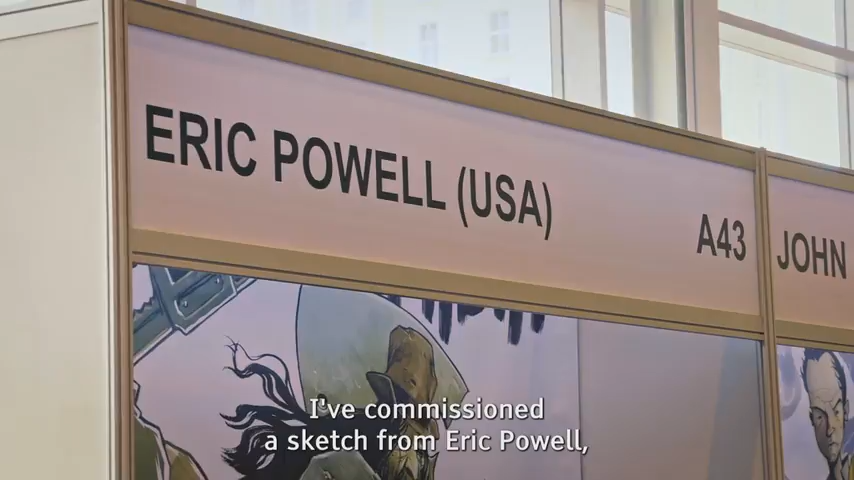 ERIC POWELL (USA)
A43
JOHN
I've commissioned
a sketch from Eric Powell,